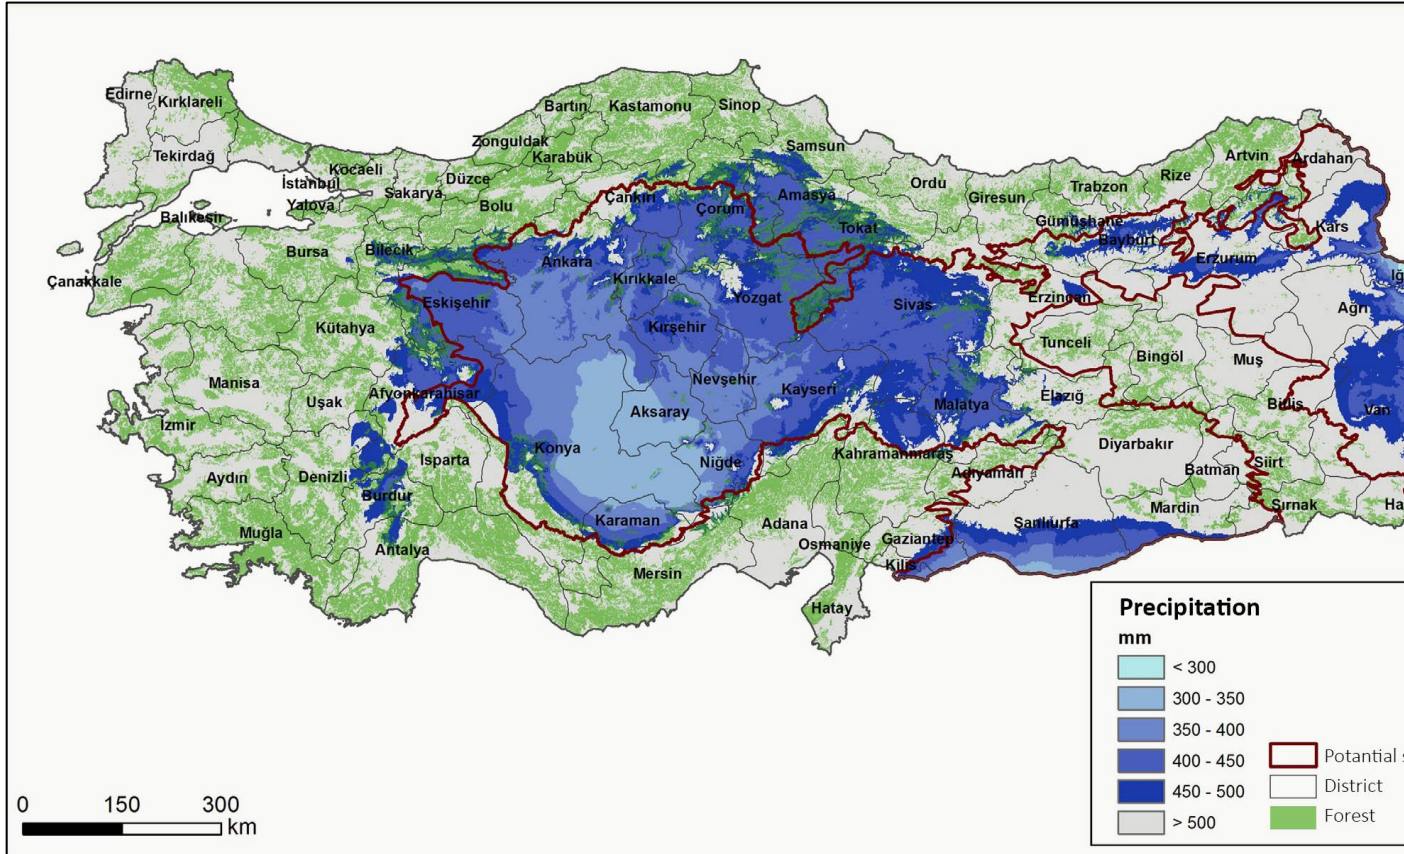 Edirne
Kırklareli
Tekirdağ
İstanbul
Kocaeli
Yalova
Sakarya
Düzce
Zonguldak
Bartın
Karabük
Kastamonu
Sinop
Samsun
Bolu
Çankırı
Çorum
Amasya
Tokat
Ordu
Giresun
Trabzon
Rize
Artvin
Ardahan
Gümüşhane
Bayburt
Kars
Erzurum
Balıkesir
Bursa
Bilecik
Çanakkale
Eskişehir
Ankara
Kırıkkale
Yozgat
Sivas
Erzincan
Iğ
Ağrı
Kütahya
Kırşehir
Tunceli
Bingöl
Muş
Manisa
Uşak
Afyonkarahisar
Nevşehir
Kayseri
Malatya
Elazığ
Bitlis
Van
İzmir
Aksaray
Konya
Isparta
Niğde
Kahramanmaraş
Adıyaman
Diyarbakır
Batman
Siirt
Aydın
Denizli
Burdur
Karaman
Adana
Şanlıurfa
Mardin
Şırnak
Ha
Muğla
Antalya
Mersin
Osmaniye
Gaziantep
Kilis
Hatay
Precipitation
mm
< 300
300 - 350
350 - 400
400 - 450
450 - 500
> 500
Potantial s
District
Forest
0 150 300
km